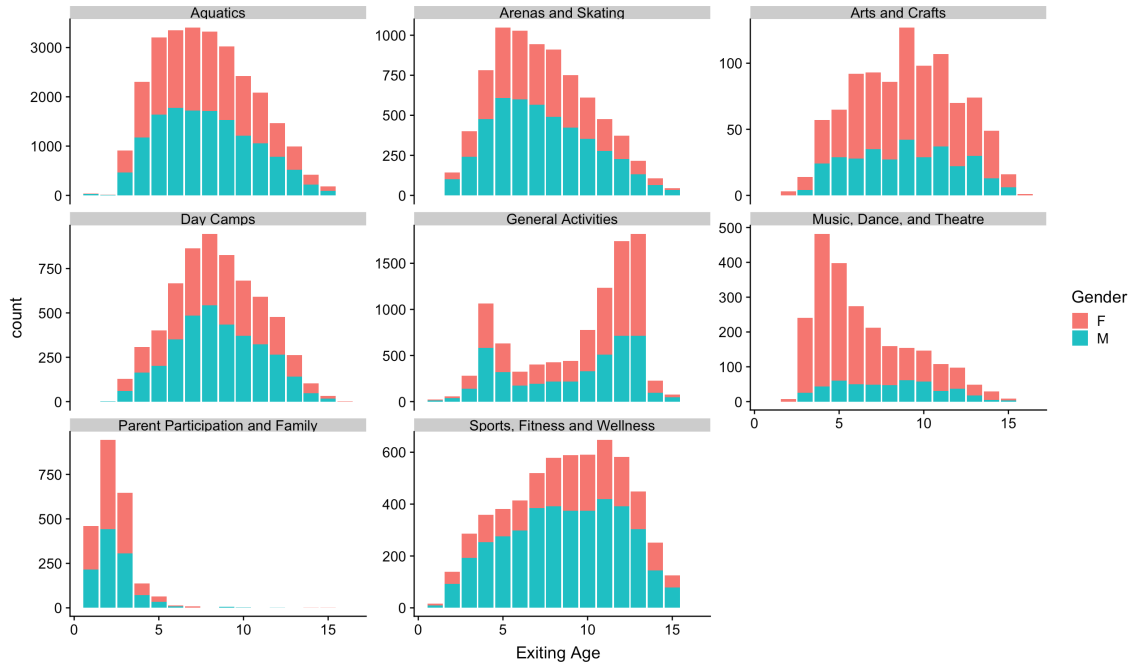 Aquatics
Arenas and Skating
Arts and Crafts
3000
2000
1000
0
1000
750
500
250
0
100
50
0
Day Camps
General Activities
Music, Dance, and Theatre
750
500
250
0
1500
1000
500
0
500
400
300
200
100
0
0 5 10 15
Parent Participation and Family
Sports, Fitness and Wellness
750
500
250
0
600
400
200
0
0 5 10 15
0 5 10 15
count
Exiting Age
Gender
F
M